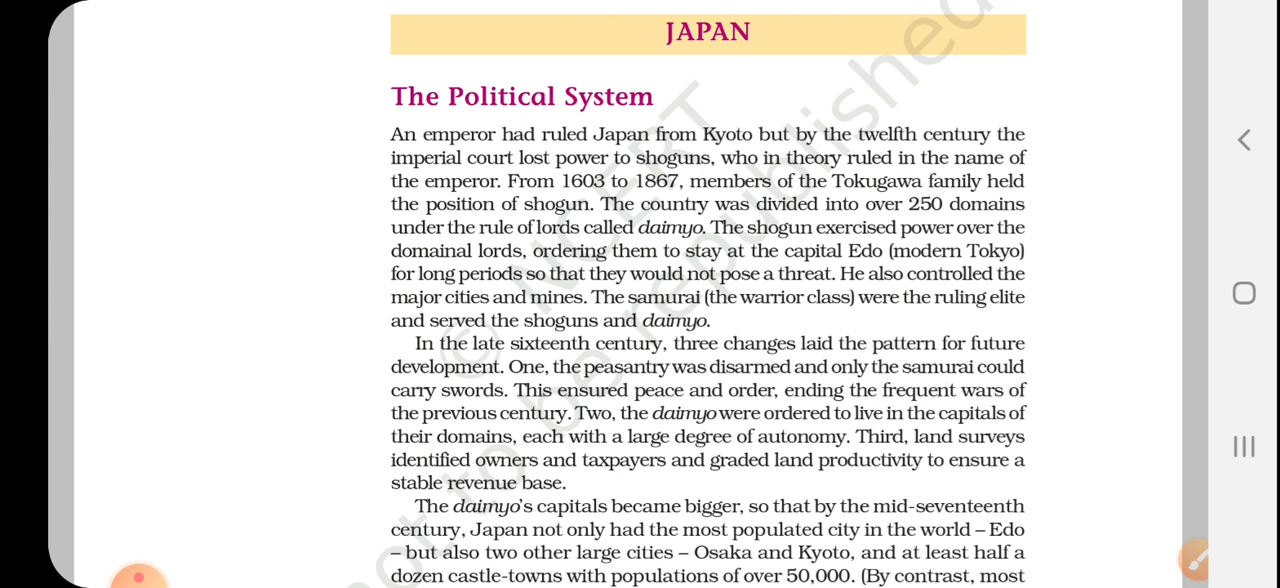 JAPAN
The Political System
An emperor had ruled Japan from Kyoto but by the twelfth century the
imperial court lost power to shoguns, who in theory ruled in the name of
the emperor. From 1603 to 1867, members of the Tokugawa family held
the position of shogun. The country was divided into over 250 domains
under the rule of lords called daimyo. The shogun exercised power over the
domainal lords, ordering them to stay at the capital Edo (modern Tokyo)
for long periods so that they would not pose a threat. He also controlled the
major cities and mines. The samurai (the warrior class) were the ruling elite
and served the shoguns and daimyo.
In the late sixteenth century, three changes laid the pattern for future
development. One, the peasantry was disarmed and only the samurai could
carry swords. This ensured peace and order, ending the frequent wars of
the previous century. Two, the daimyo were ordered to live in the capitals of
their domains, each with a large degree of autonomy. Third, land surveys
identified owners and taxpayers and graded land productivity to ensure a
stable revenue base.
The daimyo's capitals became bigger, so that by the mid-seventeenth
century, Japan not only had the most populated city in the world – Edo
– but also two other large cities – Osaka and Kyoto, and at least half a
dozen castle-towns with populations of over 50,000. (By contrast, most
© NCERT
not to be republished